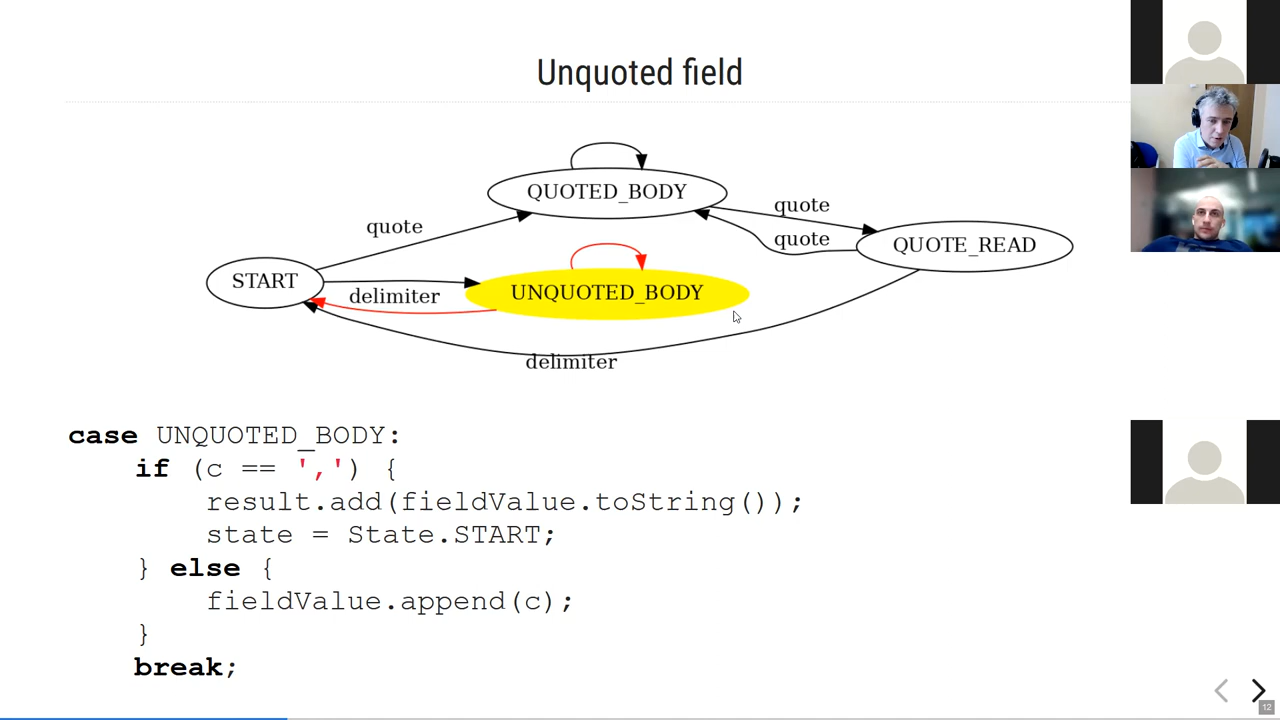 Unquoted field
QUOTED_BODY
quote
quote
quote
QUOTE_READ
START
delimiter
UNQUOTED_BODY
delimiter
case UNQUOTED_BODY:
if (c == ',') {
result.add(fieldValue.toString());
state = State.START;
} else {
fieldValue.append(c);
}
break;
12